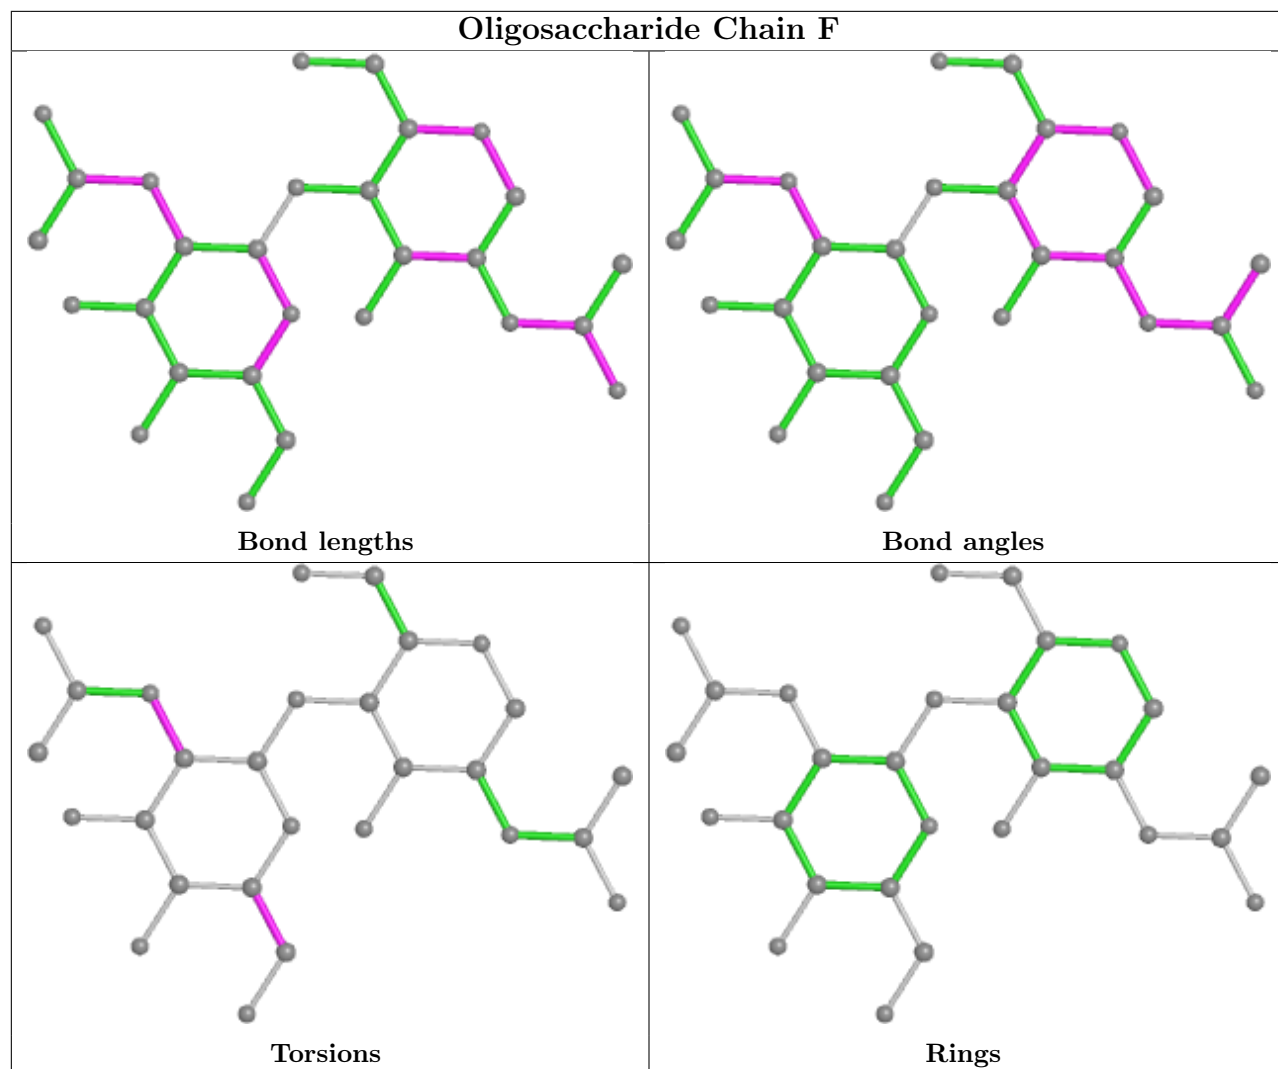 Oligosaccharide Chain F
Bond lengths
Bond angles
Torsions
Rings